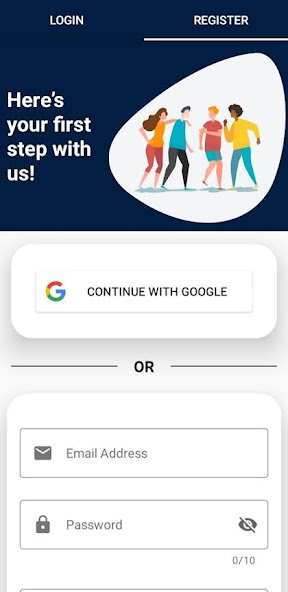 LOGIN
REGISTER
Here's
your first
step with
us!
CONTINUE WITH GOOGLE
OR
Email Address
Password
0/10